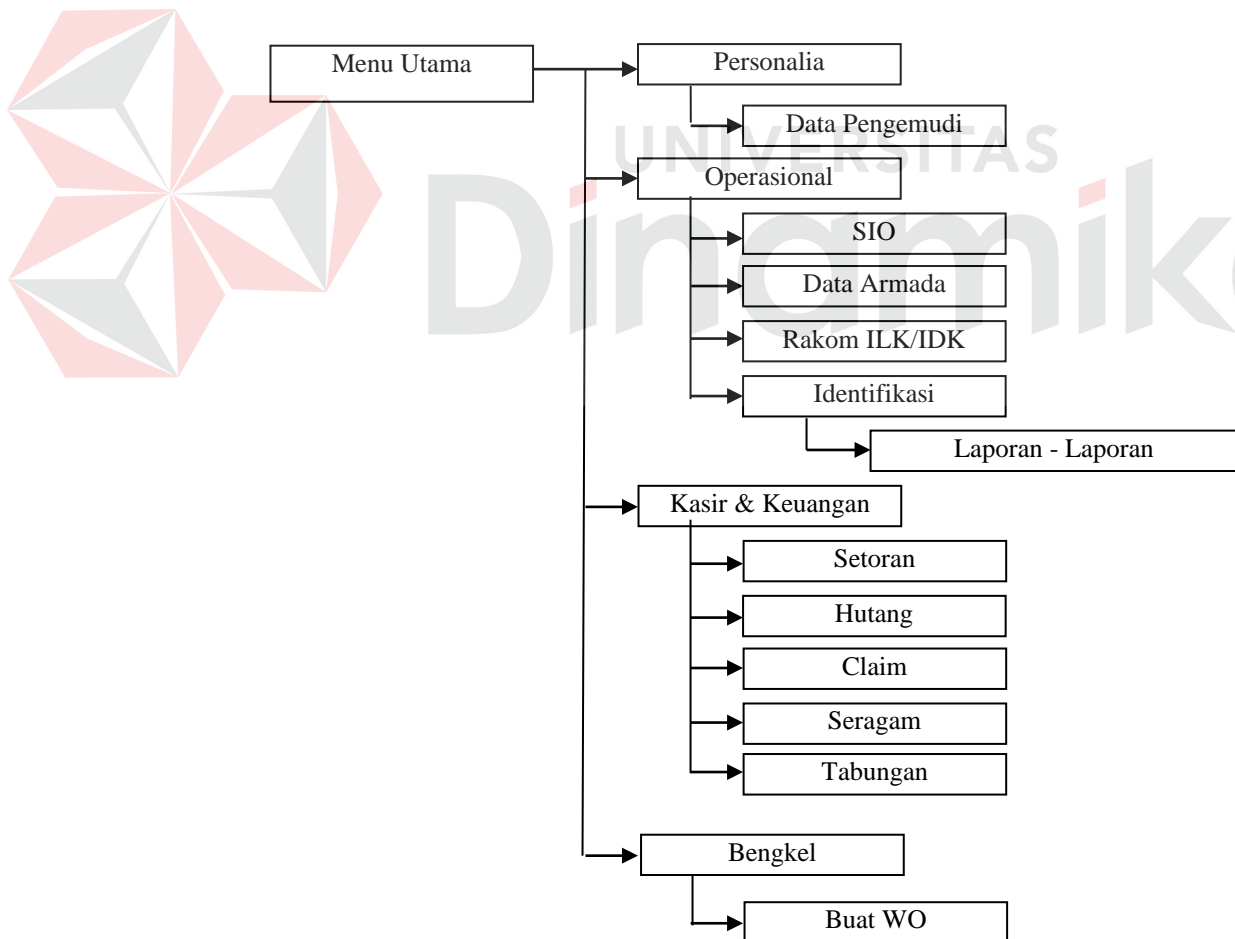 Menu Utama
Personalia
Data Pengemudi
UNIVERSITAS
Dinamika
Operasional
SIO
Data Armada
Rakom ILK/IDK
Identifikasi
Laporan - Laporan
Kasir & Keuangan
Setoran
Hutang
Claim
Seragam
Tabungan
Bengkel
Buat WO